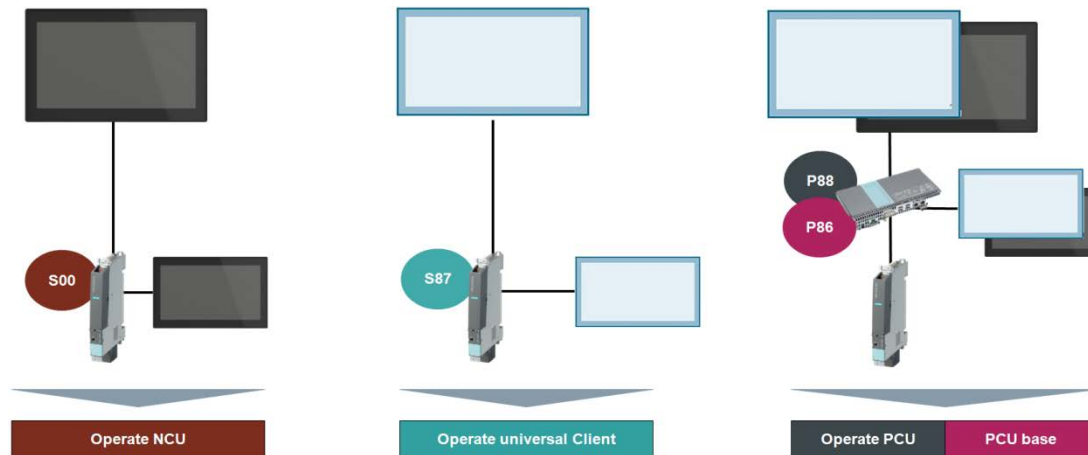 P88
P86
S00
S87
Operate NCU
Operate universal Client
Operate PCU
PCU base